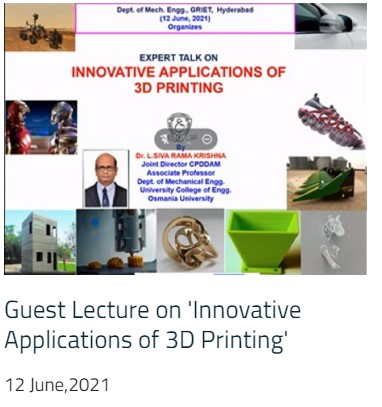 Dept. of Mech. Engg., GRIET, Hyderabad
(12 June, 2021)
Organizes
EXPERT TALK ON
INNOVATIVE APPLICATIONS OF
3D PRINTING
By
Dr. L.SIVA RAMA KRISHNA
Joint Director CPDDAM
Associate Professor
Dept. of Mechanical Engg.
University College of Engg.
Osmania University
Guest Lecture on 'Innovative
Applications of 3D Printing'
12 June,2021